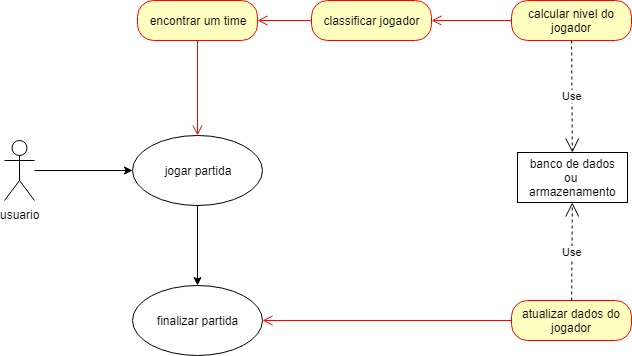 encontrar um time
classificar jogador
calcular nivel do
jogador
Use
jogar partida
banco de dados
ou
armazenamento
usuario
Use
finalizar partida
atualizar dados do
jogador